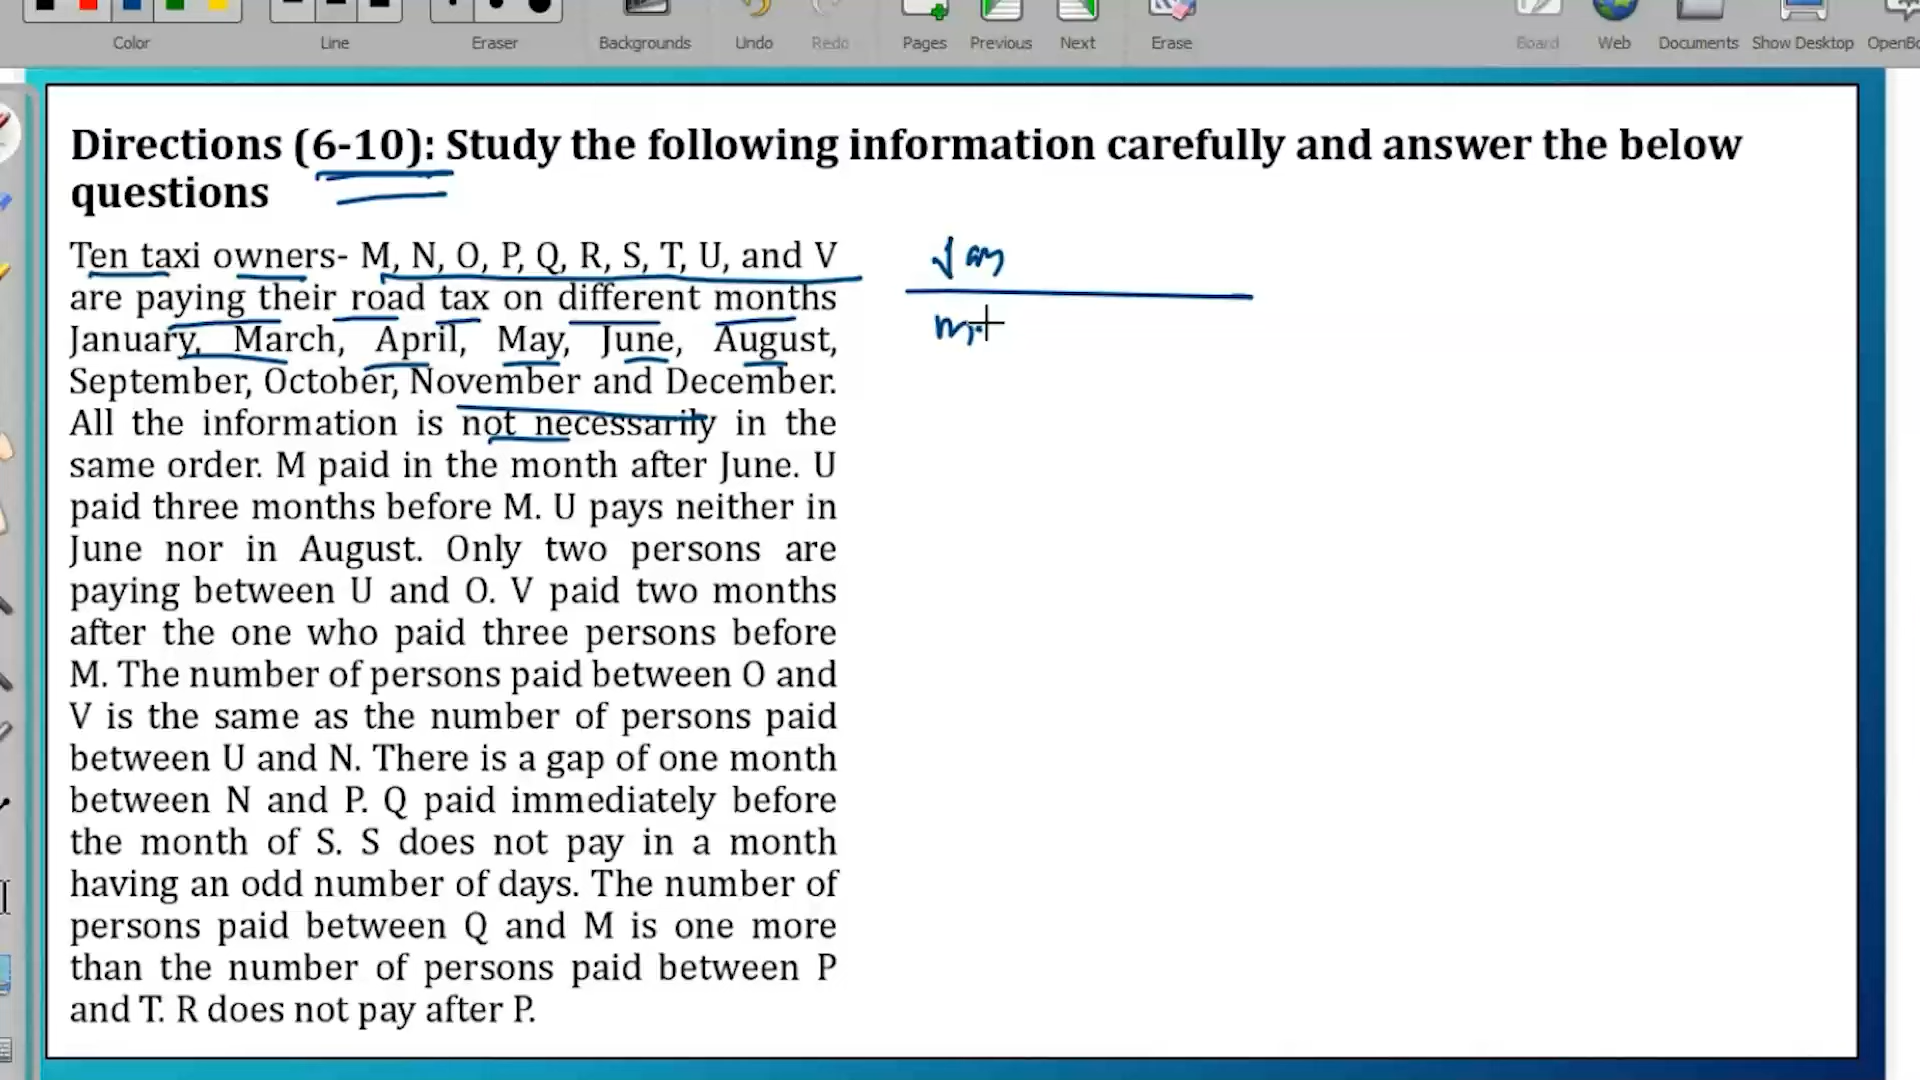 Color Line Eraser Backgrounds Undo Redo Pages Previous Next Erase Board Web Documents Show Desktop
Directions (6-10): Study the following information carefully and answer the below
questions
Ten taxi owners- M, N, O, P, Q, R, S, T, U, and V
are paying their road tax on different months
January, March, April, May, June, August,
September, October, November and December.
All the information is not necessarily in the
same order. M paid in the month after June. U
paid three months before M. U pays neither in
June nor in August. Only two persons are
paying between U and O. V paid two months
after the one who paid three persons before
M. The number of persons paid between O and
V is the same as the number of persons paid
between U and N. There is a gap of one month
between N and P. Q paid immediately before
the month of S. S does not pay in a month
having an odd number of days. The number of
persons paid between Q and M is one more
than the number of persons paid between P
and T. R does not pay after P.
Jan